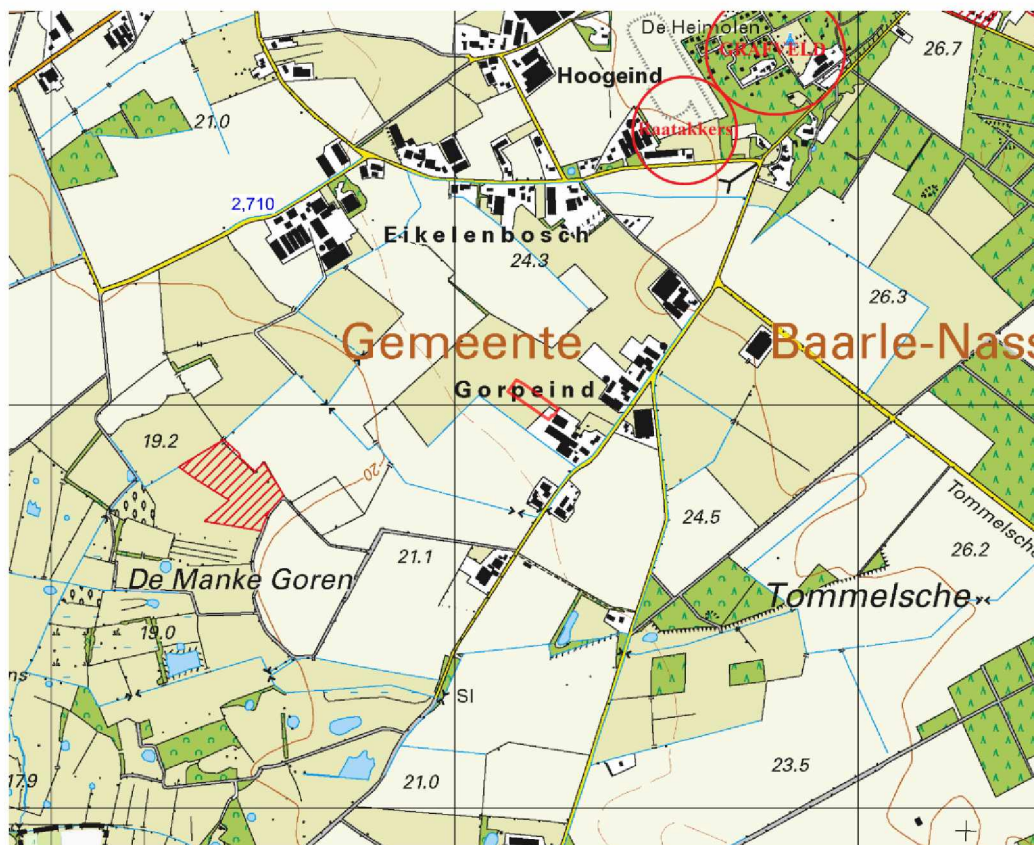 De Heimolen
GRAFVELD
26.7
Hoogeind
21.0
Raatakkers
2,710
Eikelenbosch
24.3
26.3
Gemeente Baarle-Nass
Gorpeind
19.2
20
24.5
Tommelsche
21.1
26.2
De Manke Goren
Tommelsche
19.0
ns
SI
21.0
23.5
17.9